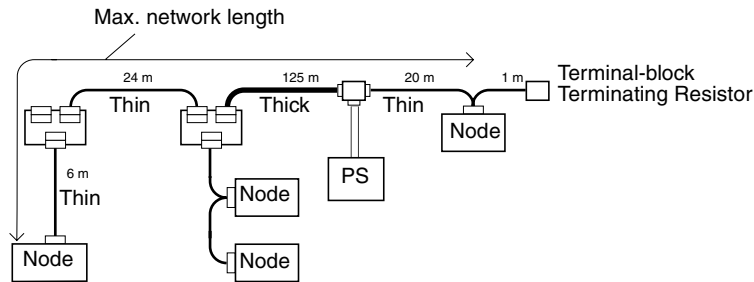 Max. network length
24 m
125 m
20 m
1 m
Terminal-block
Terminating Resistor
Thin
Thick
Thin
Node
6 m
Thin
PS
Node
Node
Node